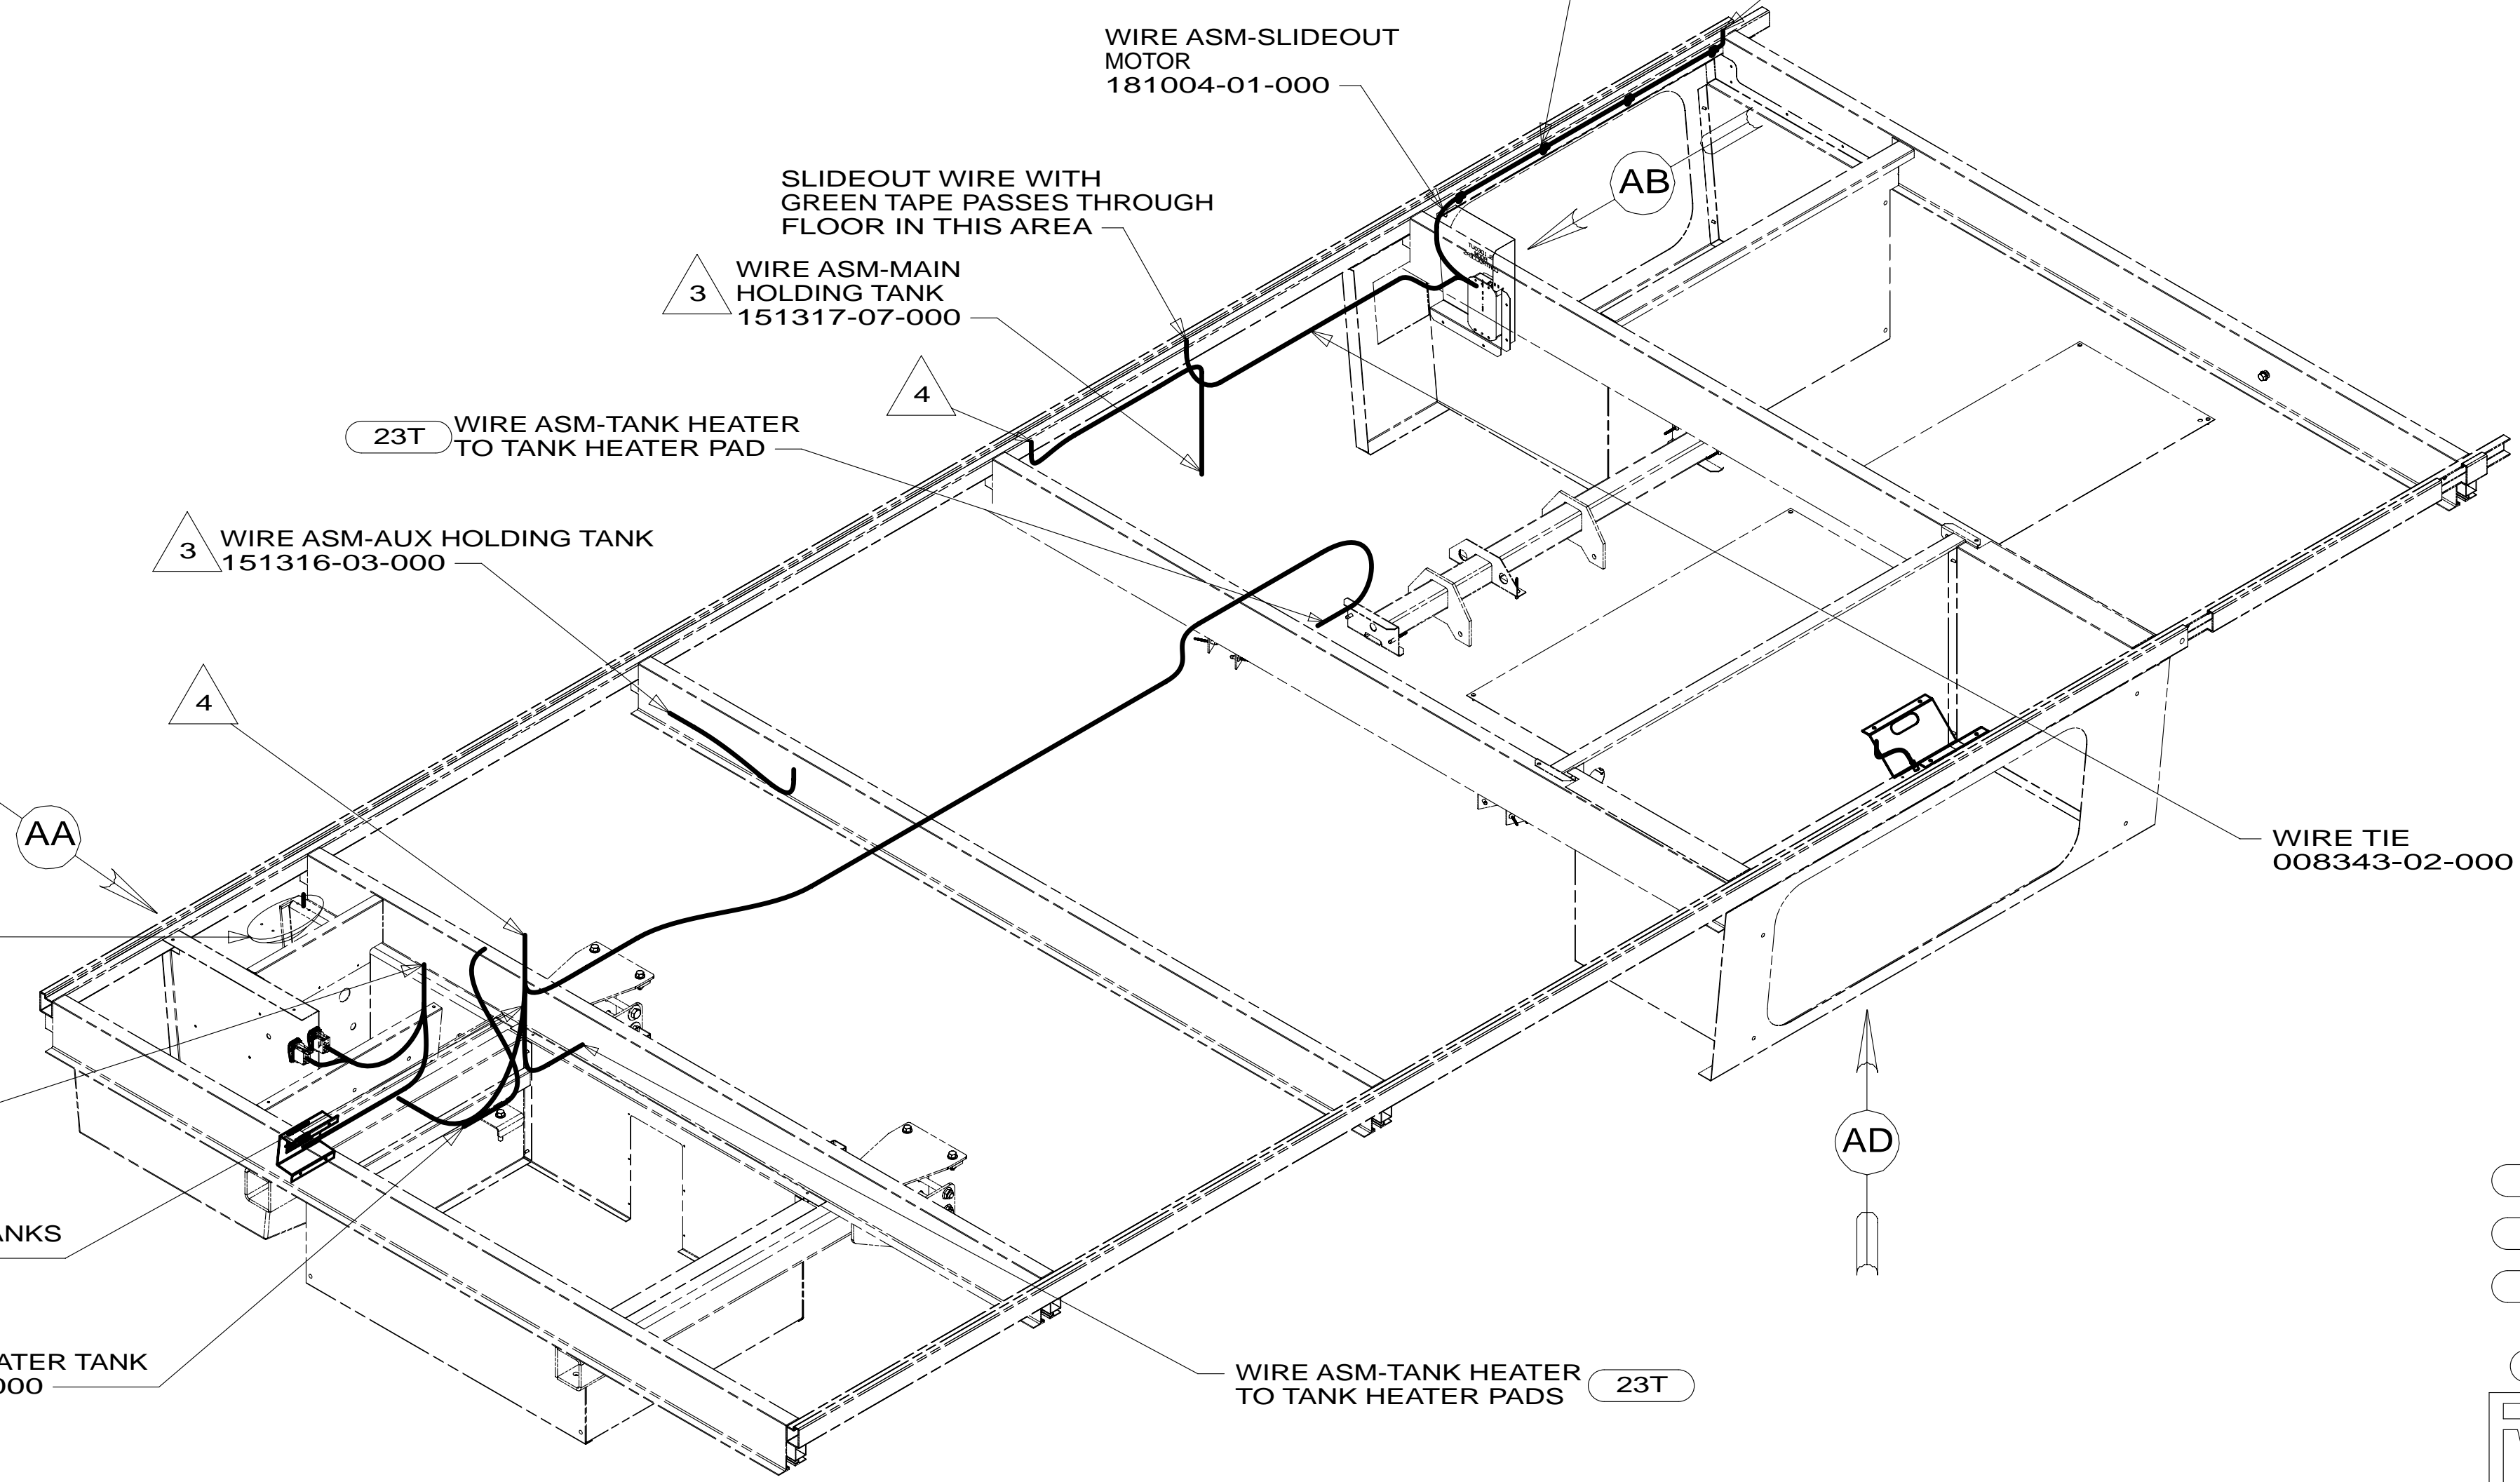 WIRE ASM-SLIDEOUT
MOTOR
181004-01-000
AB
SLIDEOUT WIRE WITH
GREEN TAPE PASSES THROUGH
FLOOR IN THIS AREA
3
WIRE ASM-MAIN
HOLDING TANK
151317-07-000
4
23T
WIRE ASM-TANK HEATER
TO TANK HEATER PAD
3
WIRE ASM-AUX HOLDING TANK
151316-03-000
4
AA
WIRE TIE
008343-02-000
AD
ANKS
ATER TANK
000
WIRE ASM-TANK HEATER
TO TANK HEATER PADS
23T